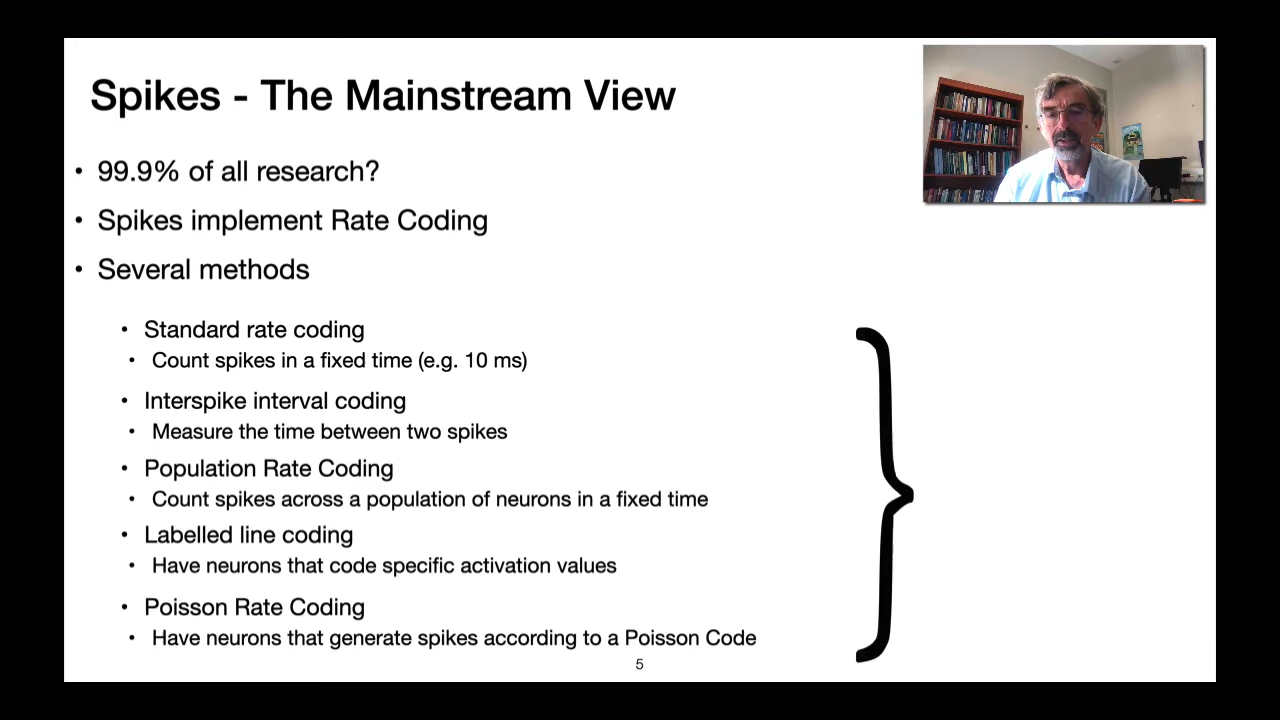 Spikes - The Mainstream View
• 99.9% of all research?
• Spikes implement Rate Coding
• Several methods
• Standard rate coding
• Count spikes in a fixed time (e.g. 10 ms)
• Interspike interval coding
• Measure the time between two spikes
• Population Rate Coding
• Count spikes across a population of neurons in a fixed time
• Labelled line coding
• Have neurons that code specific activation values
• Poisson Rate Coding
• Have neurons that generate spikes according to a Poisson Code
5